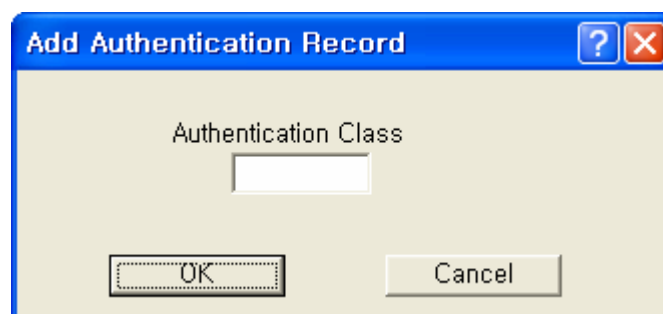 Add Authentication Record
Authentication Class
OK
Cancel